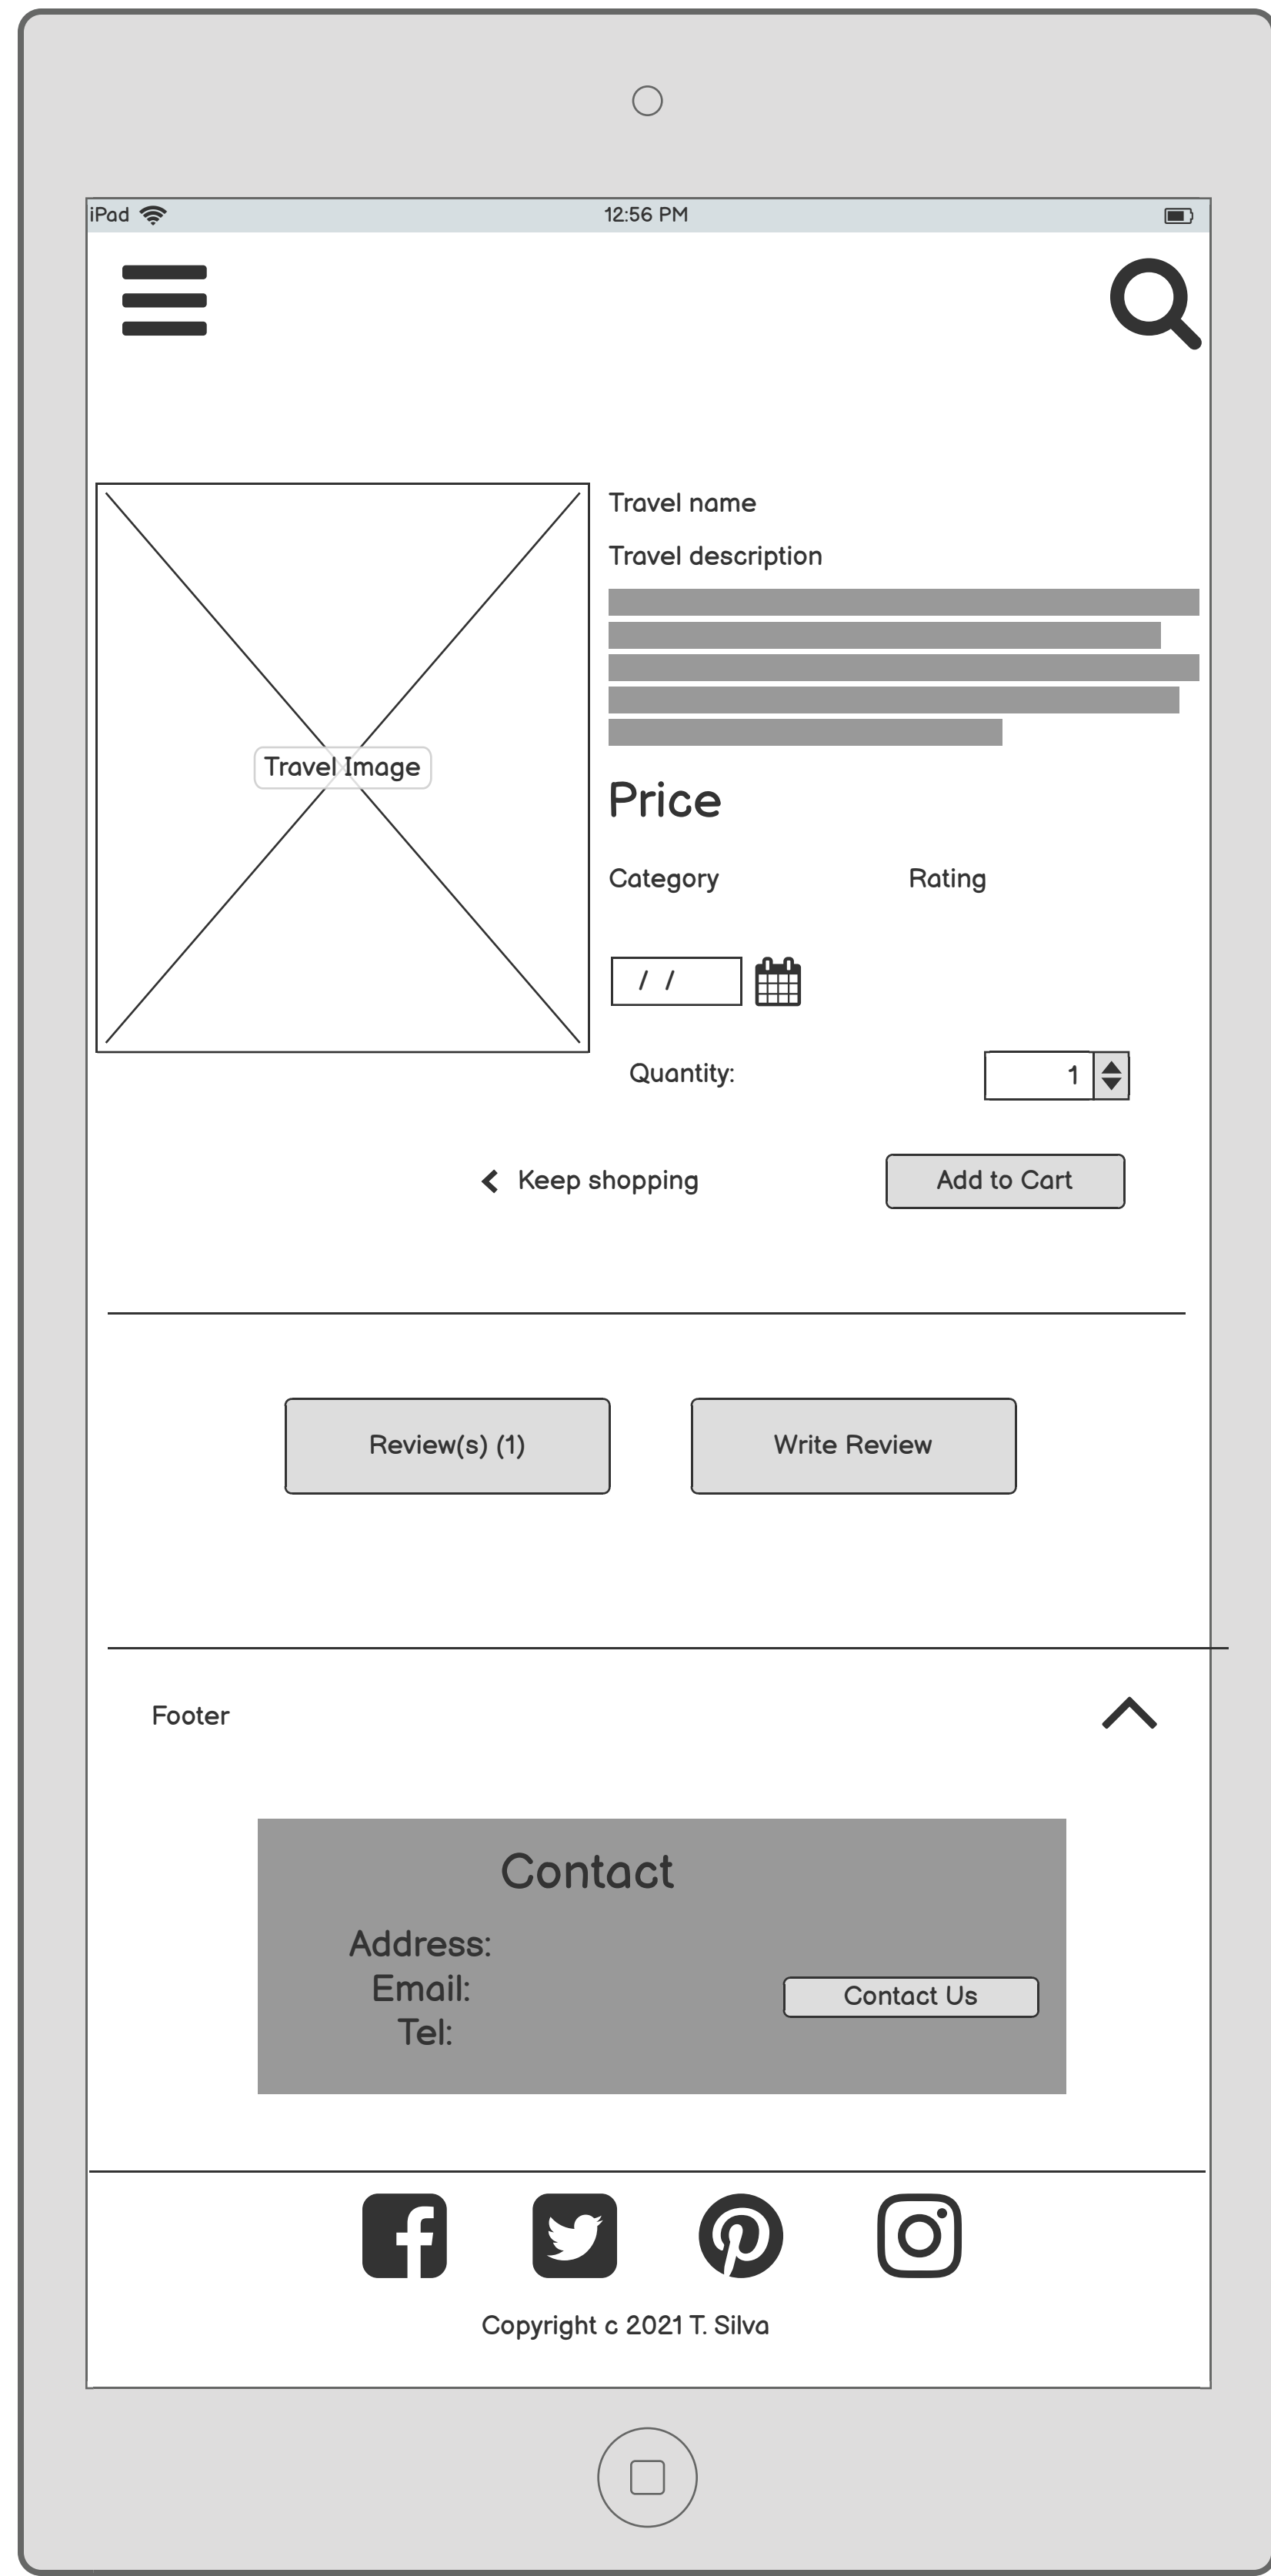 iPad 12:56 PM
Travel name
Travel description
Travel Image
Price
Category Rating
/ /
Quantity: 1
Keep shopping Add to Cart
Review(s) (1) Write Review
Footer
Contact
Address:
Email:
Contact Us
Tel:
Copyright c 2021 T. Silva